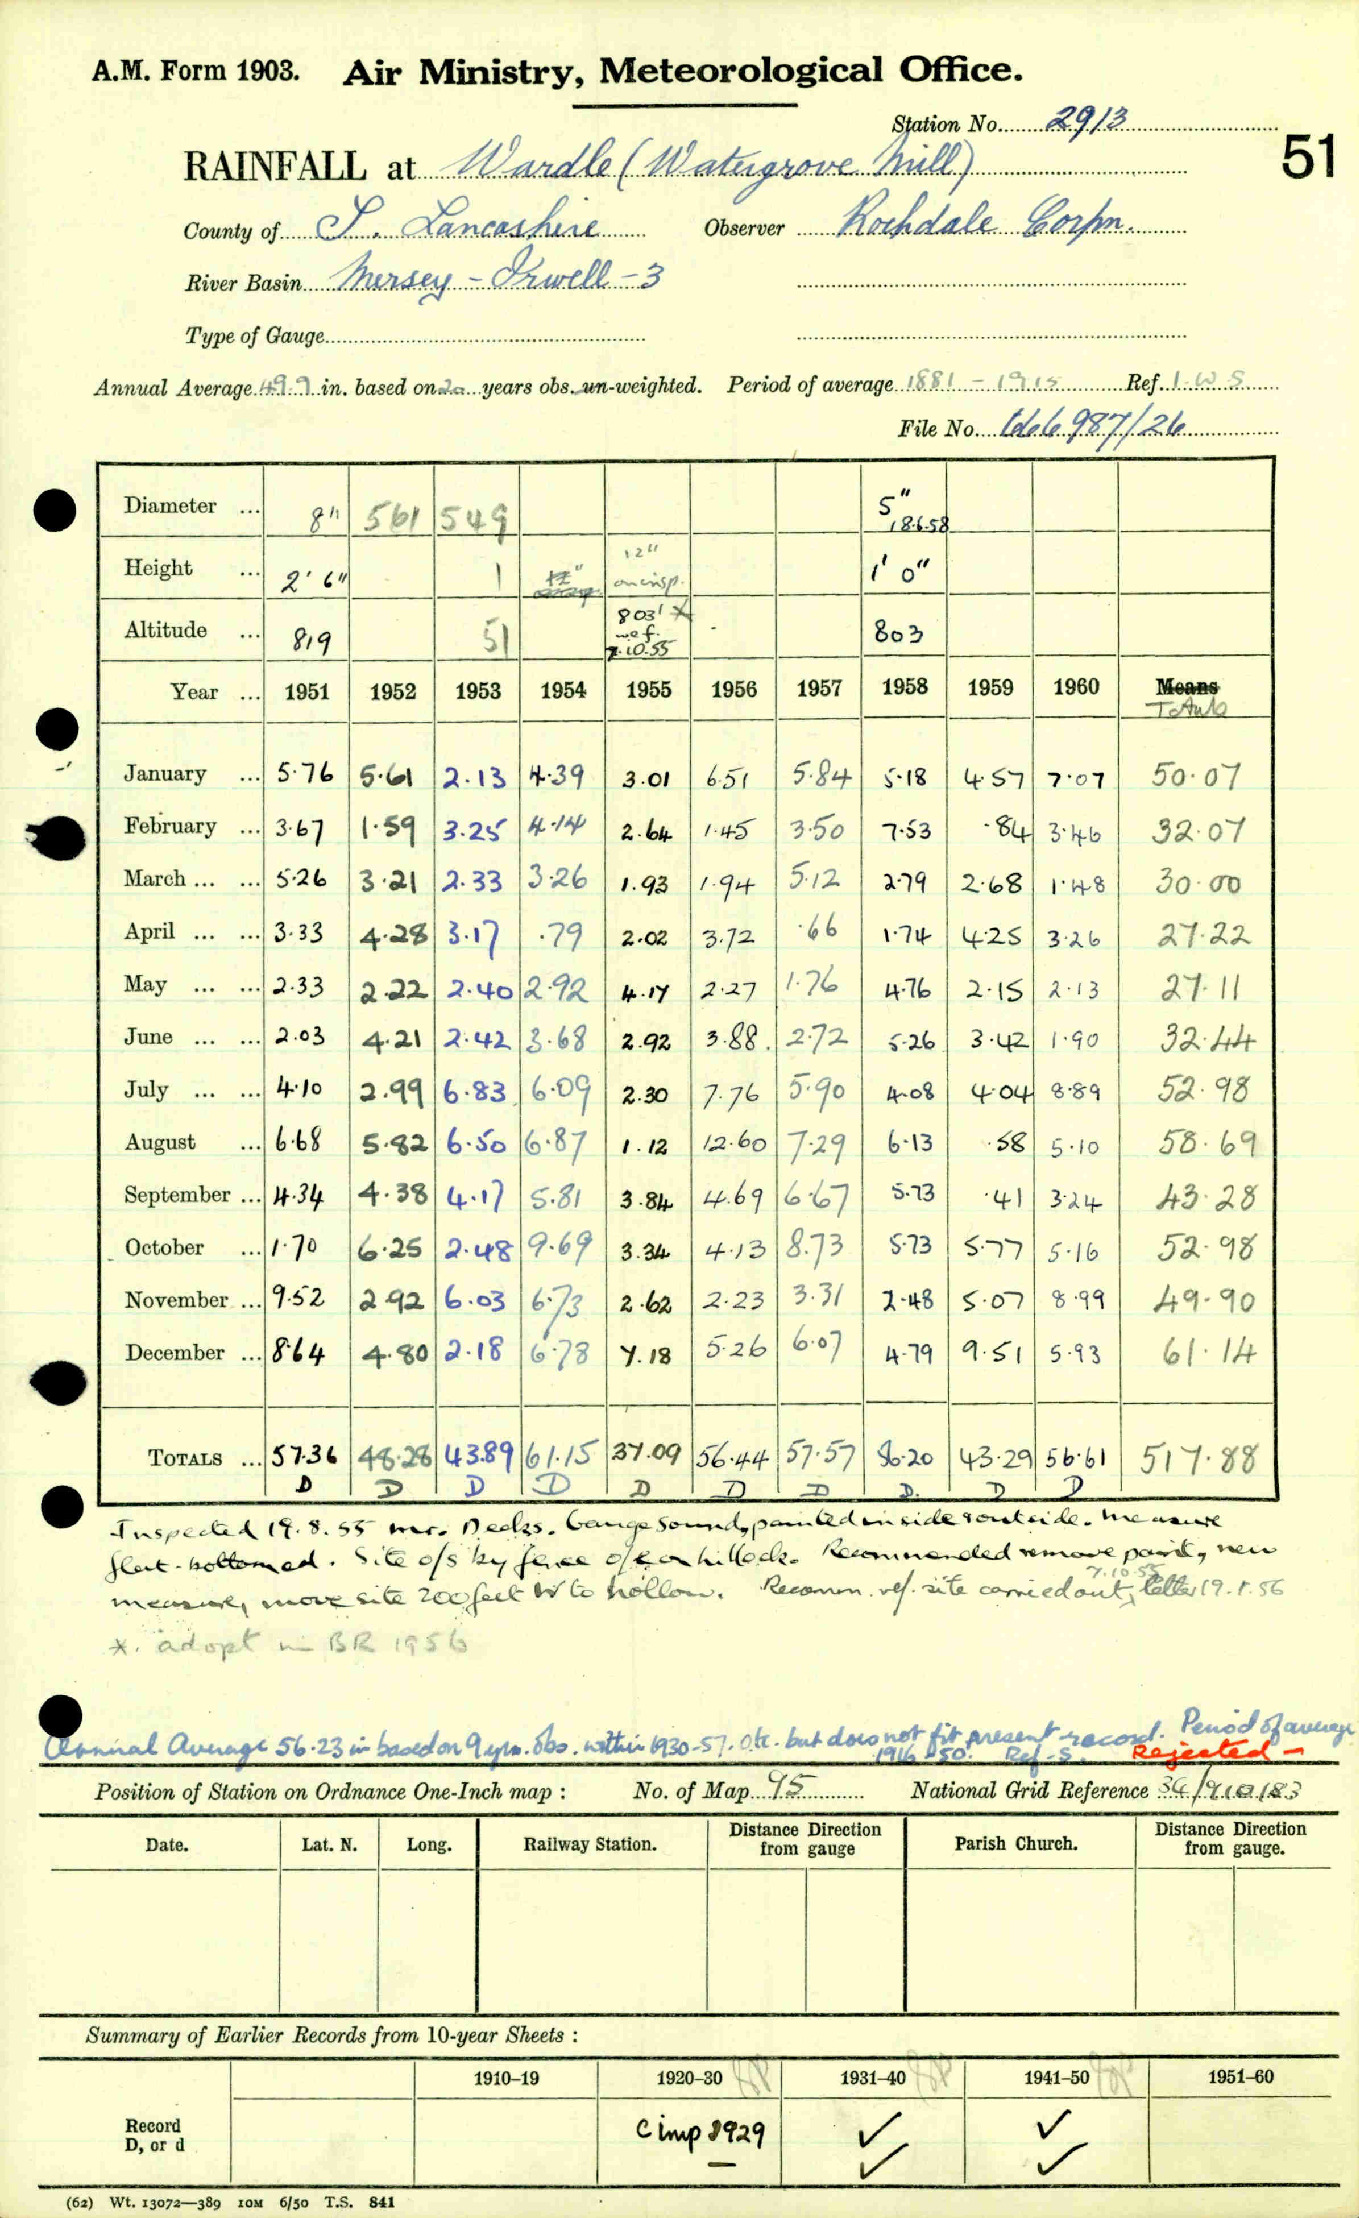 A.M. Form 1903. Air Ministry, Meteorological Office.
Station No. 2913
51
RAINFALL at Wardle (Watergrove Mill)
County of S. Lancashire Observer Rochdale Corpn.
River Basin Mersey - Irwell - 3
Type of Gauge
Annual Average 49.9 in. based on 20 years obs. un-weighted. Period of average 1881 - 1915 Ref. I.W.S
File No. 666987/26
Diameter ... 8" 561 549 5" 18.6.58
Height ... 2' 6" 1 12" 12" on insp. 1' 0"
Altitude ... 819 51 803' * w.e.f. 7.10.55 803
Year ... 1951 1952 1953 1954 1955 1956 1957 1958 1959 1960 Means Totals
January ... 5.76 5.61 2.13 4.39 3.01 6.51 5.84 5.18 4.57 7.07 50.07
February ... 3.67 1.59 3.25 4.14 2.64 1.45 3.50 7.53 .84 3.46 32.07
March ... ... 5.26 3.21 2.33 3.26 1.93 1.94 5.12 2.79 2.68 1.48 30.00
April ... ... 3.33 4.28 3.17 .79 2.02 3.72 .66 1.74 4.25 3.26 27.22
May ... ... 2.33 2.22 2.40 2.92 4.17 2.27 1.76 4.76 2.15 2.13 27.11
June ... ... 2.03 4.21 2.42 3.68 2.92 3.88 2.72 5.26 3.42 1.90 32.44
July ... ... 4.10 2.99 6.83 6.09 2.30 7.76 5.90 4.08 4.04 8.89 52.98
August ... 6.68 5.82 6.50 6.87 1.12 12.60 7.29 6.13 .58 5.10 58.69
September ... 4.34 4.38 4.17 5.81 3.84 4.69 6.67 5.73 .41 3.24 43.28
October ... 1.70 6.25 2.48 9.69 3.34 4.13 8.73 5.73 5.77 5.16 52.98
November ... 9.52 2.92 6.03 6.73 2.62 2.23 3.31 2.48 5.07 8.99 49.90
December ... 8.64 4.80 2.18 6.78 7.18 5.26 6.07 4.79 9.51 5.93 61.14
TOTALS ... 57.36 48.28 43.89 61.15 37.09 56.44 57.57 56.20 43.29 56.61 517.88
D D D D D D D D. D D
Inspected 19.8.55 Mr. Gauge sound, painted inside & outside. Measure
flat-bottomed. Site o/s by fence o/e on hillock. Recommended remove paint, new
measure, move site 200 feet W to hollow. Recomm. ref. site carried out 7.10.55, letter 19.1.56
*. adopt in BR 1956
Annual Average 56.23 in based on 9 yrs. obs. within 1930-57. o.k. but does not fit present record. Period of average
1916-50. Ref. S. Rejected -
Position of Station on Ordnance One-Inch map : No. of Map 95 National Grid Reference 34/910183
Date. Lat. N. Long. Railway Station. Distance from Direction gauge Parish Church. Distance from Direction gauge.
Summary of Earlier Records from 10-year Sheets :
1910-19 1920-30 1931-40 1941-50 1951-60
Record D, or d C imp 1929 ✓ ✓
✓ ✓
(62) Wt. 13072—389 10M 6/50 T.S. 841